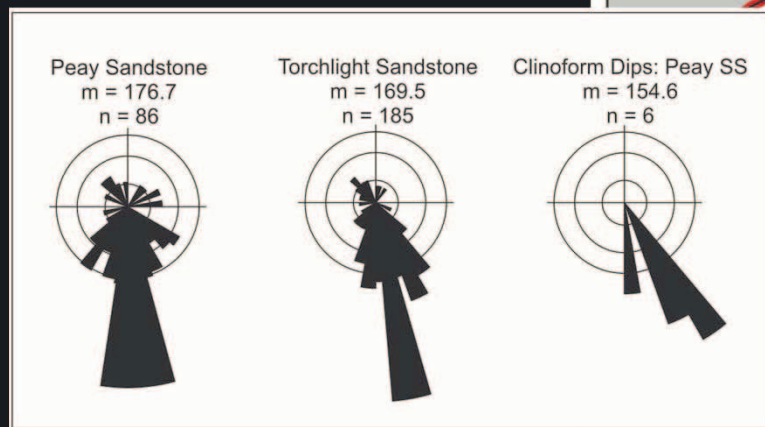 Peay Sandstone
m = 176.7
n = 86
Torchlight Sandstone
m = 169.5
n = 185
Clinoform Dips: Peay SS
m = 154.6
n = 6